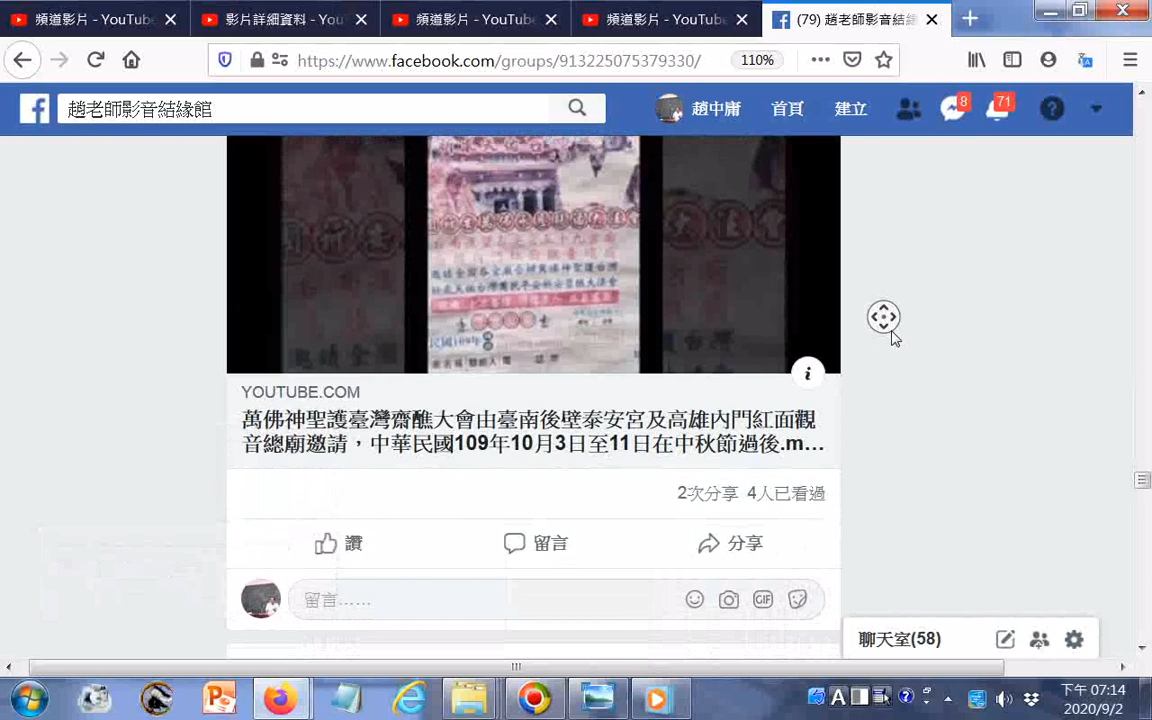 頻道影片 - YouTube
影片詳細資料 - You
頻道影片 - YouTube
頻道影片 - YouTube
(79) 趙老師影音結緣
https://www.facebook.com/groups/913225075379330/
110%
趙老師影音結緣館
趙中庸
首頁
建立
8
71
YOUTUBE.COM
萬佛神聖護臺灣齋醮大會由臺南後壁泰安宮及高雄內門紅面觀
音總廟邀請，中華民國109年10月3日至11日在中秋節過後.m...
2次分享 4人已看過
讚
留言
分享
留言……
GIF
聊天室(58)
A
下午 07:14
2020/9/2